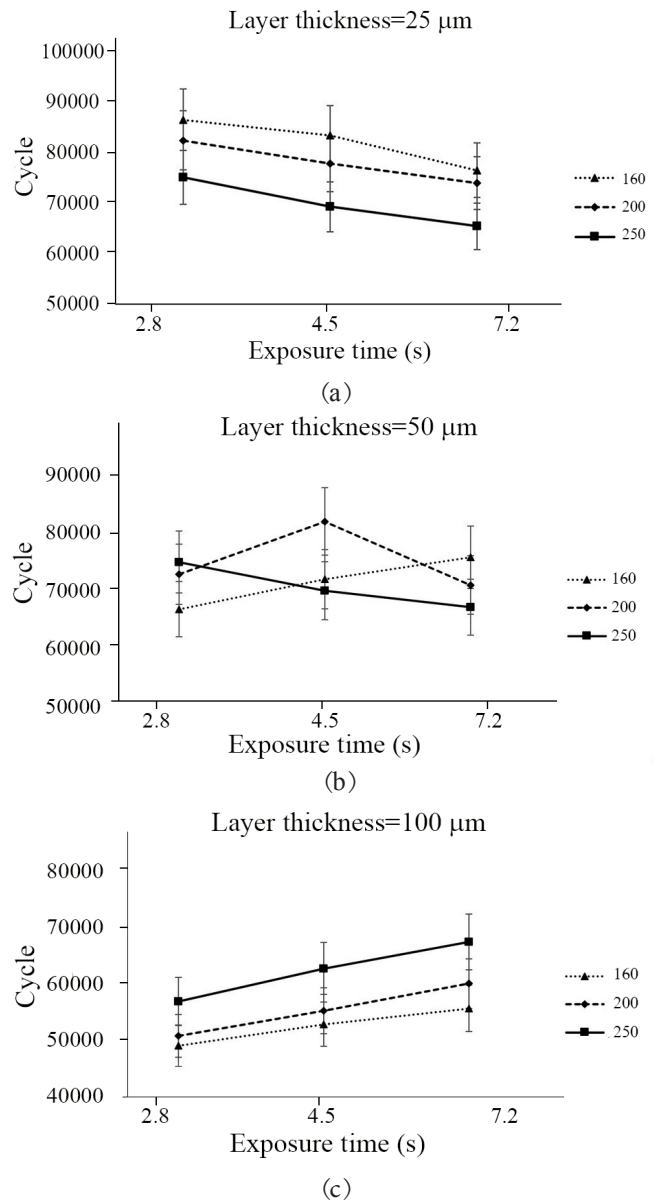 Layer thickness=25 μm
100000
90000
80000
70000
60000
50000
Cycle
2.8 4.5 7.2
Exposure time (s)
160
200
250
(a)
Layer thickness=50 μm
90000
80000
70000
60000
50000
Cycle
2.8 4.5 7.2
Exposure time (s)
160
200
250
(b)
Layer thickness=100 μm
80000
70000
60000
50000
40000
Cycle
2.8 4.5 7.2
Exposure time (s)
160
200
250
(c)